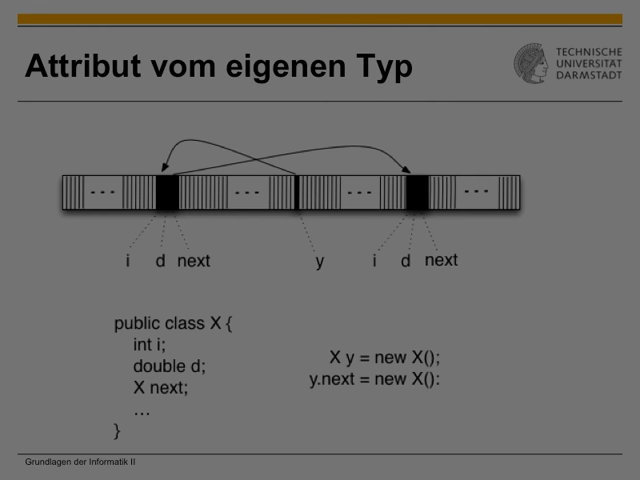 Attribut vom eigenen Typ
TECHNISCHE
UNIVERSITÄT
DARMSTADT
- - - - - - - - - - - -
i d next y i d next
public class X {
int i;
double d;
X next;
...
}
X y = new X();
y.next = new X():
Grundlagen der Informatik II